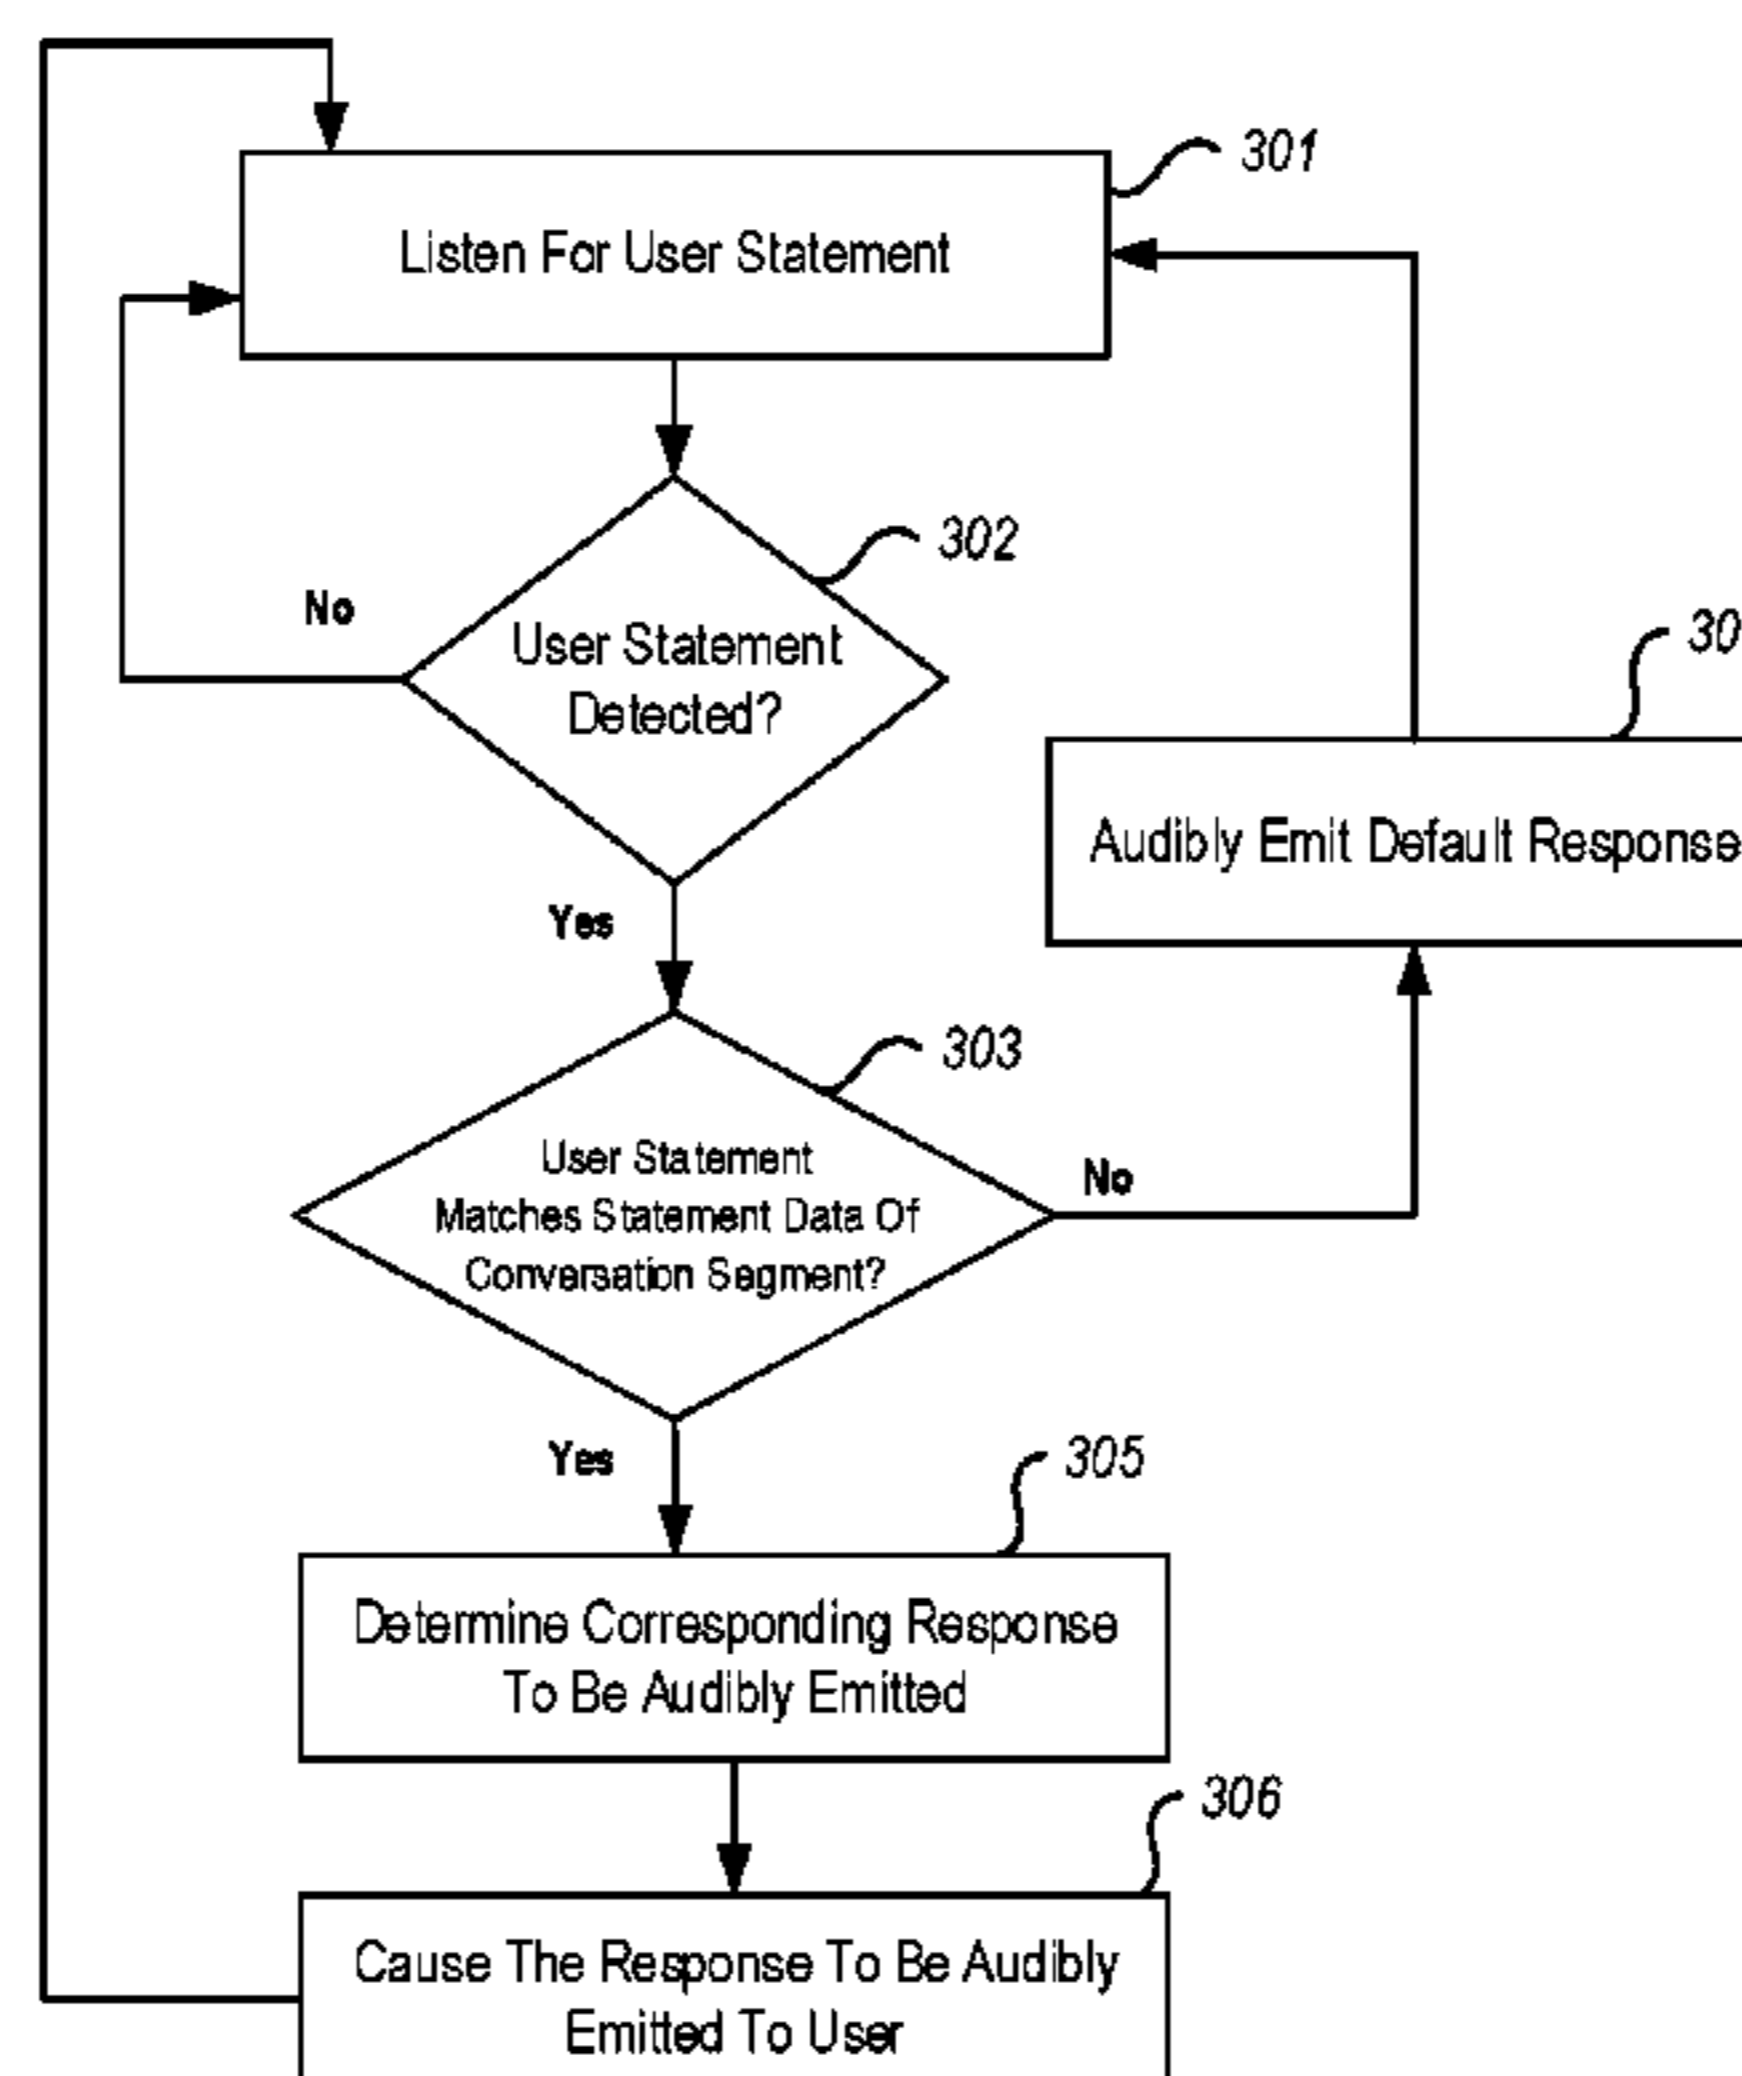 301
Listen For User Statement
302
No
User Statement
Detected?
30
Audibly Emit Default Response
Yes
303
User Statement
Matches Statement Data Of
Conversation Segment?
No
Yes
305
Determine Corresponding Response
To Be Audibly Emitted
306
Cause The Response To Be Audibly
Emitted To User